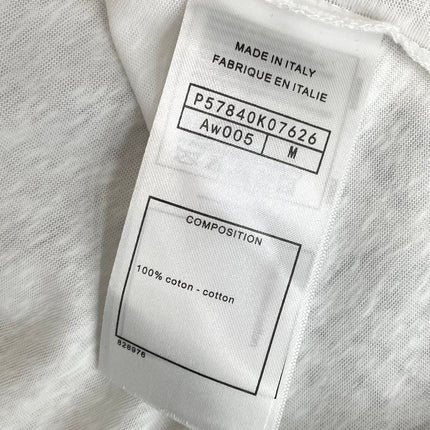 MADE IN ITALY
FABRIQUE EN ITALIE
P57840K07626
AW005 M
COMPOSITION
100% coton - cotton
828976